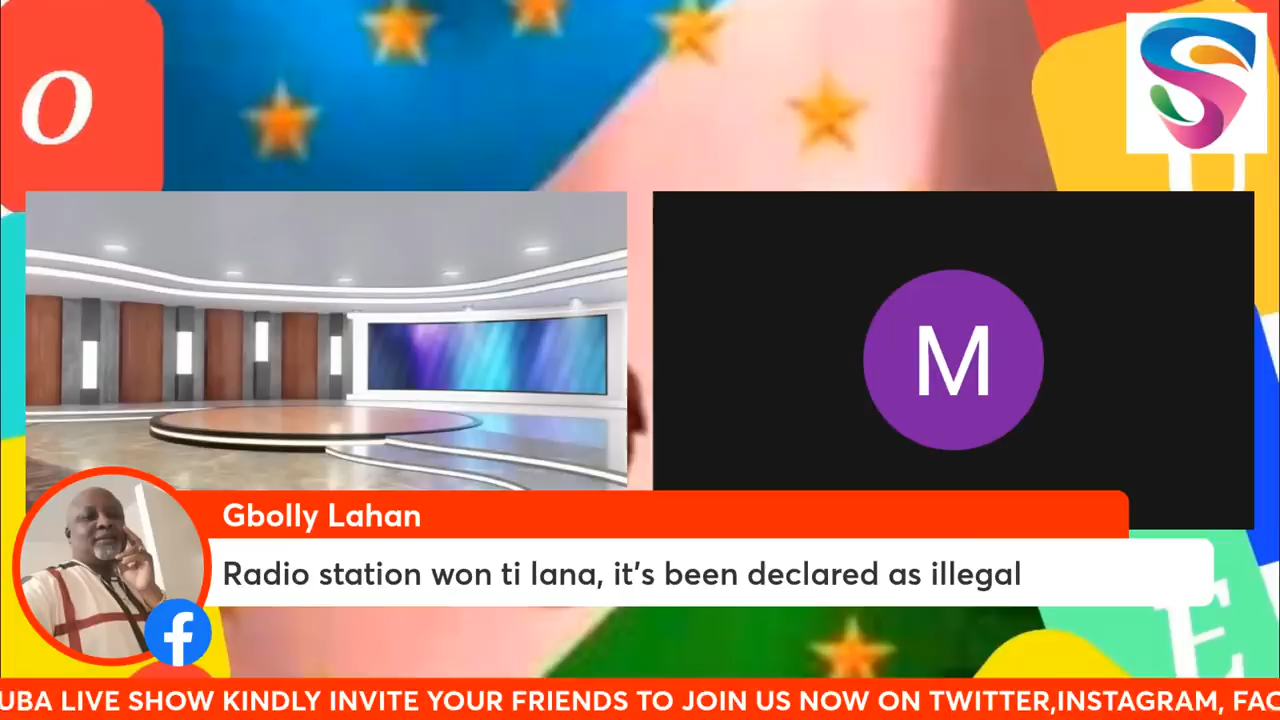 O
U
M
Gbolly Lahan
Radio station won ti lana, it's been declared as illegal
E
UBA LIVE SHOW KINDLY INVITE YOUR FRIENDS TO JOIN US NOW ON TWITTER,INSTAGRAM, FAC